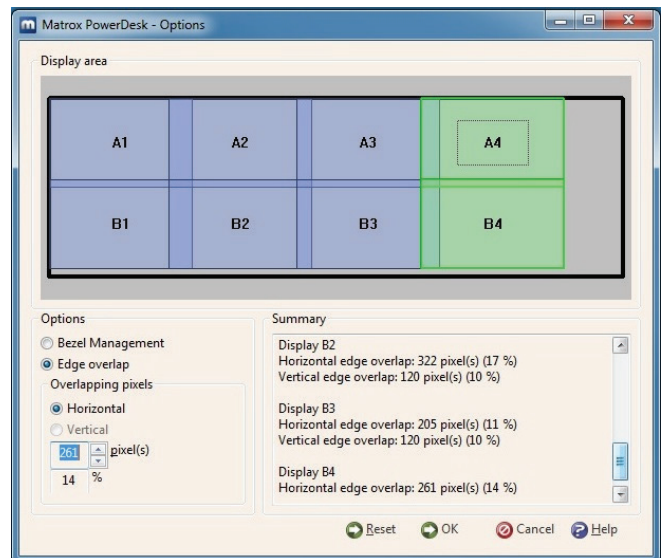 Matrox PowerDesk - Options
Display area
A1 A2 A3 A4
B1 B2 B3 B4
Options
Bezel Management
Edge overlap
Overlapping pixels
Horizontal
Vertical
261 pixel(s)
14 %
Summary
Display B2
Horizontal edge overlap: 322 pixel(s) (17 %)
Vertical edge overlap: 120 pixel(s) (10 %)
Display B3
Horizontal edge overlap: 205 pixel(s) (11 %)
Vertical edge overlap: 120 pixel(s) (10 %)
Display B4
Horizontal edge overlap: 261 pixel(s) (14 %)
Reset OK Cancel Help